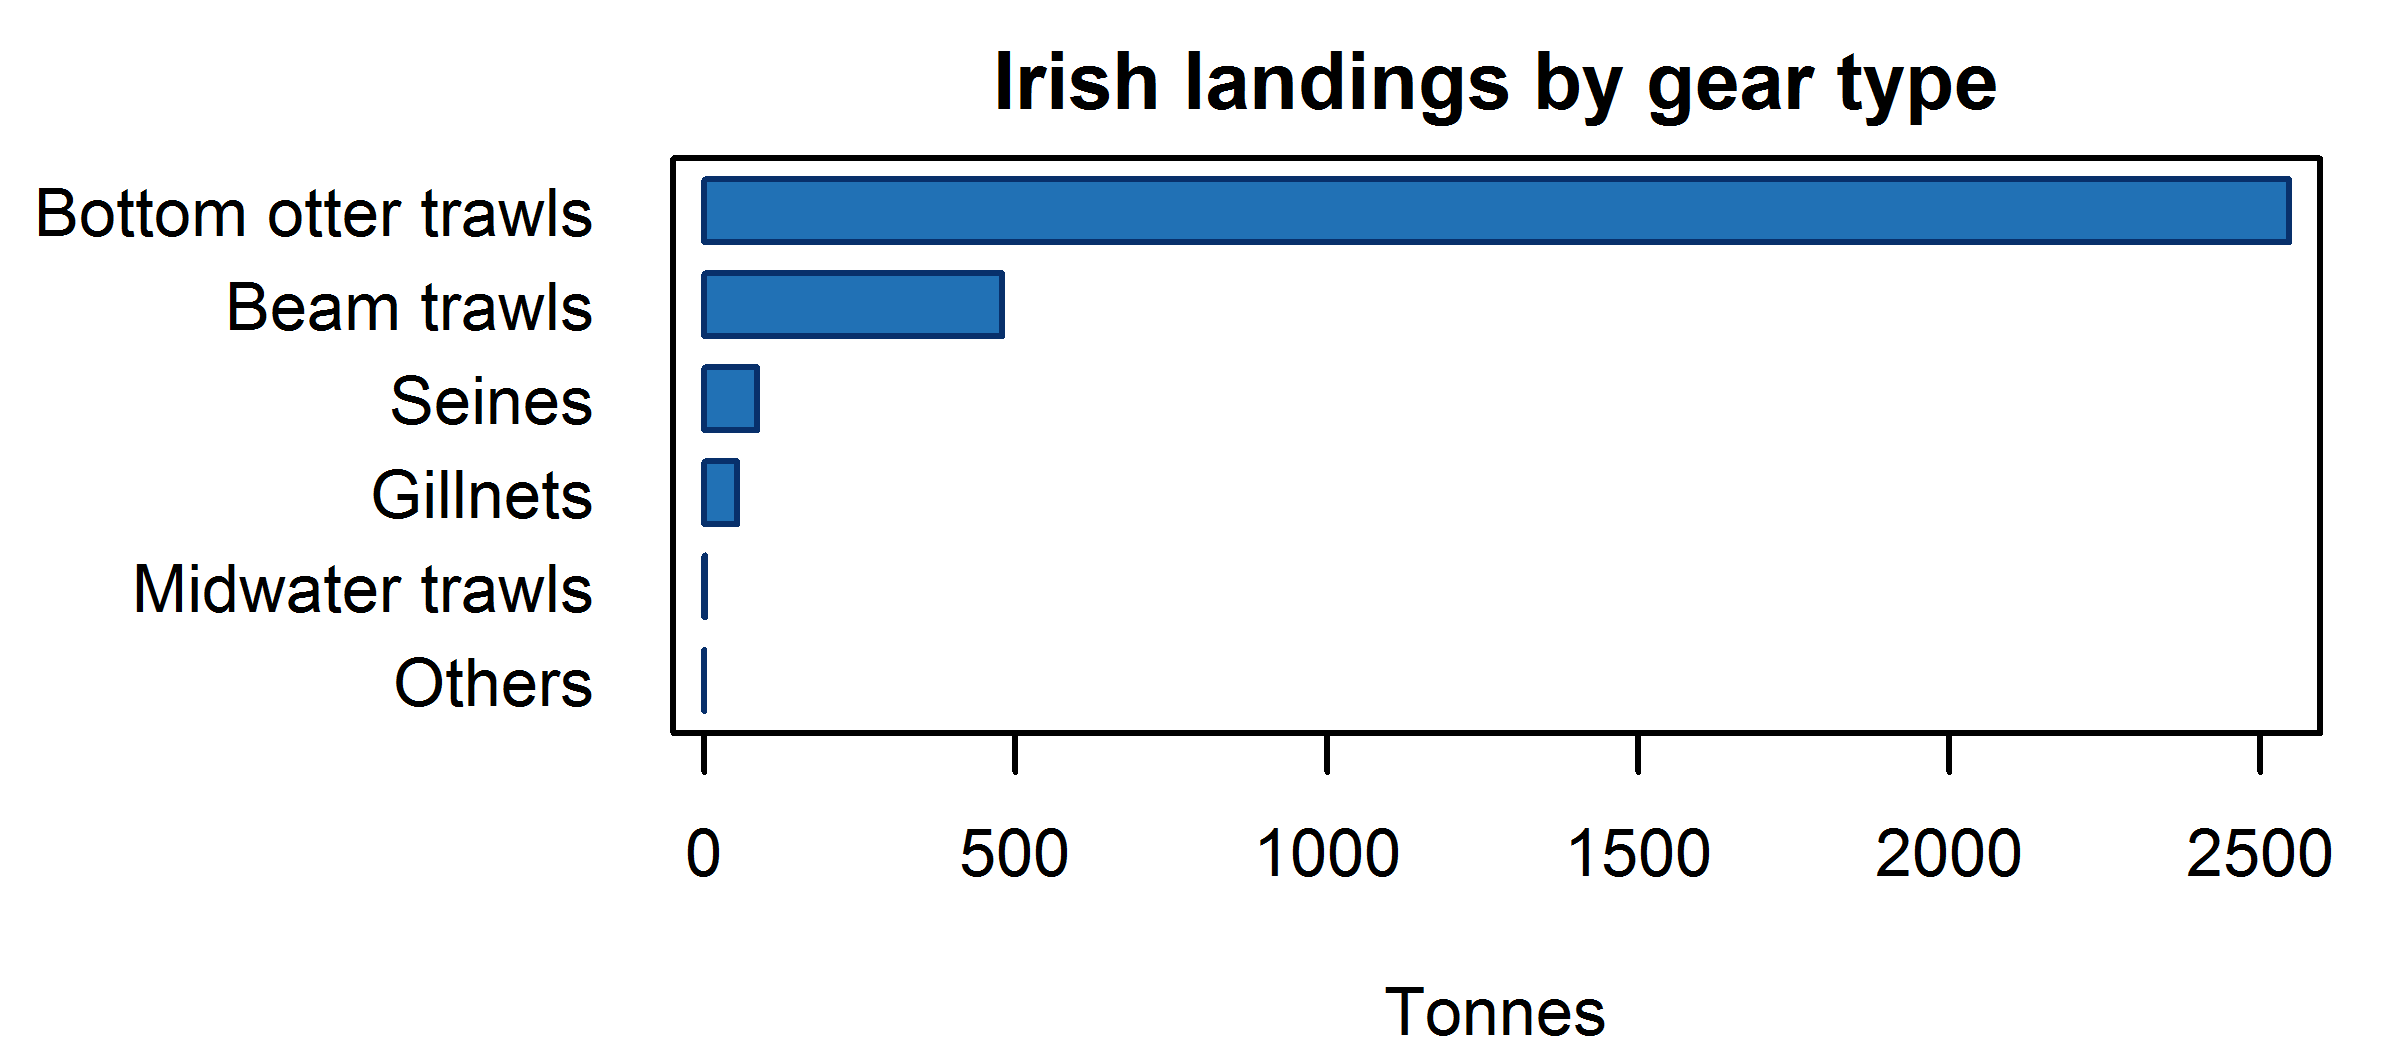 Irish landings by gear type
Bottom otter trawls
Beam trawls
Seines
Gillnets
Midwater trawls
Others
0 500 1000 1500 2000 2500
Tonnes